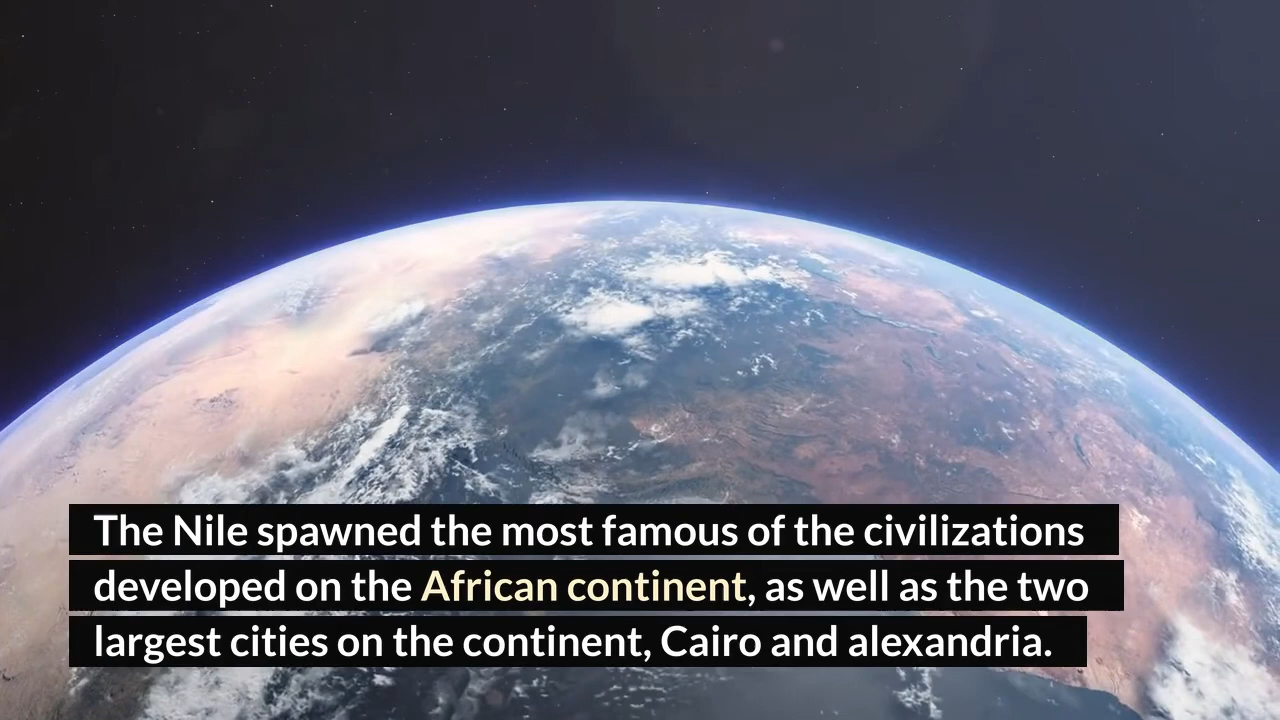 The Nile spawned the most famous of the civilizations
developed on the African continent, as well as the two
largest cities on the continent, Cairo and alexandria.